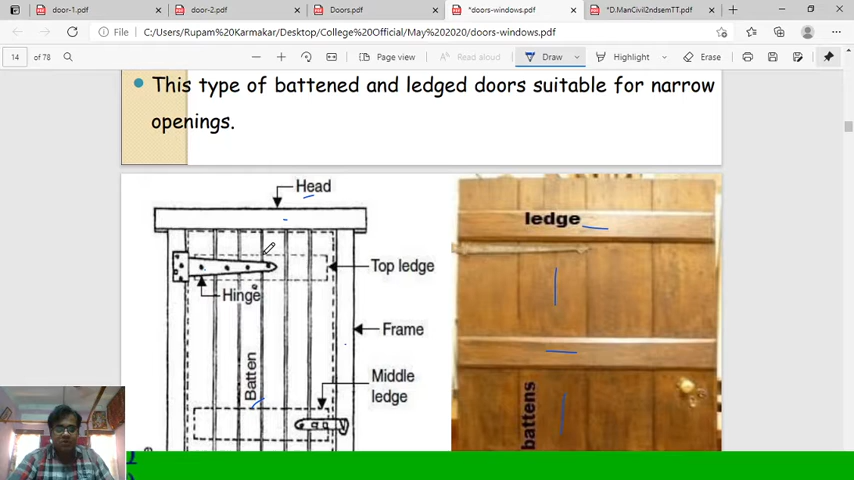 door-1.pdf
door-2.pdf
Doors.pdf
*doors-windows.pdf
*D.ManCivil2ndsemTT.pdf
C:/Users/Rupam%20Karmakar/Desktop/College%20Official/May%202020/doors-windows.pdf
14 of 78
Page view
Read aloud
Draw
Highlight
Erase
This type of battened and ledged doors suitable for narrow
openings.
Head
ledge
Top ledge
Hinge
Frame
Batten
Middle
ledge
battens